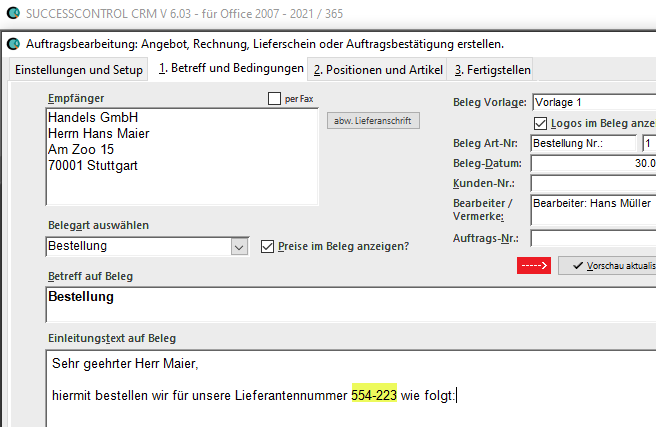 SUCCESSCONTROL CRM V 6.03 - für Office 2007 - 2021 / 365
Auftragsbearbeitung: Angebot, Rechnung, Lieferschein oder Auftragsbestätigung erstellen.
Einstellungen und Setup
1. Betreff und Bedingungen
2. Positionen und Artikel
3. Fertigstellen
Empfänger
per Fax
Handels GmbH
Herrn Hans Maier
Am Zoo 15
70001 Stuttgart
abw. Lieferanschrift
Beleg Vorlage:
Vorlage 1
Logos im Beleg anze
Beleg Art-Nr:
Bestellung Nr.:
1
Beleg-Datum:
30.0
Kunden-Nr.:
Bearbeiter / Vermerke:
Bearbeiter: Hans Müller
Auftrags-Nr.:
Belegart auswählen
Bestellung
Preise im Beleg anzeigen?
----->
Vorschau aktualis
Betreff auf Beleg
Bestellung
Einleitungstext auf Beleg
Sehr geehrter Herr Maier,
hiermit bestellen wir für unsere Lieferantennummer 554-223 wie folgt: